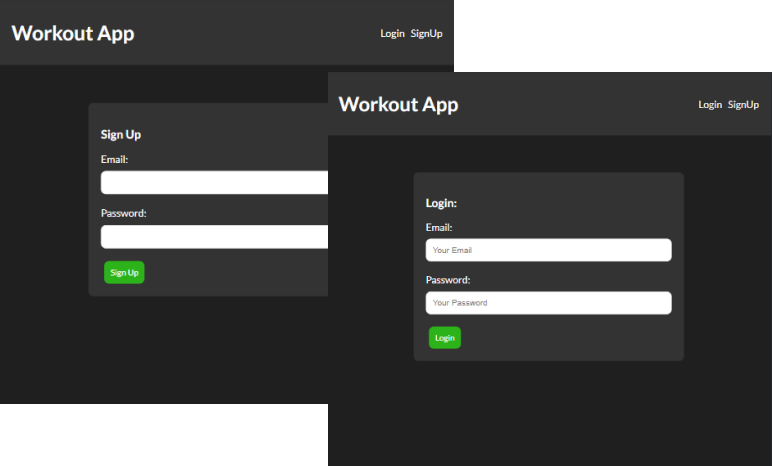 Workout App
Login SignUp
Sign Up
Email:
Password:
Sign Up
Workout App
Login SignUp
Login:
Email:
Your Email
Password:
Your Password
Login